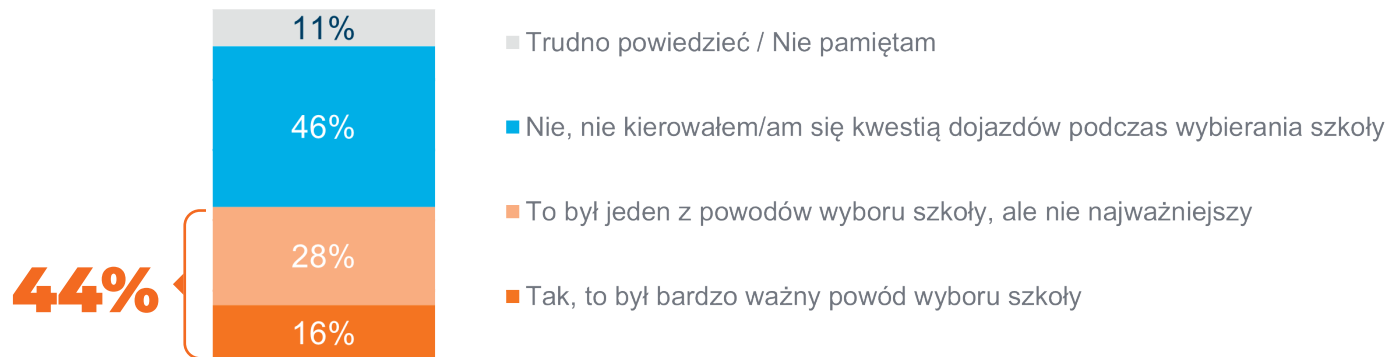 11%
Trudno powiedzieć / Nie pamiętam
46%
Nie, nie kierowałem/am się kwestią dojazdów podczas wybierania szkoły
28%
To był jeden z powodów wyboru szkoły, ale nie najważniejszy
44%
16%
Tak, to był bardzo ważny powód wyboru szkoły